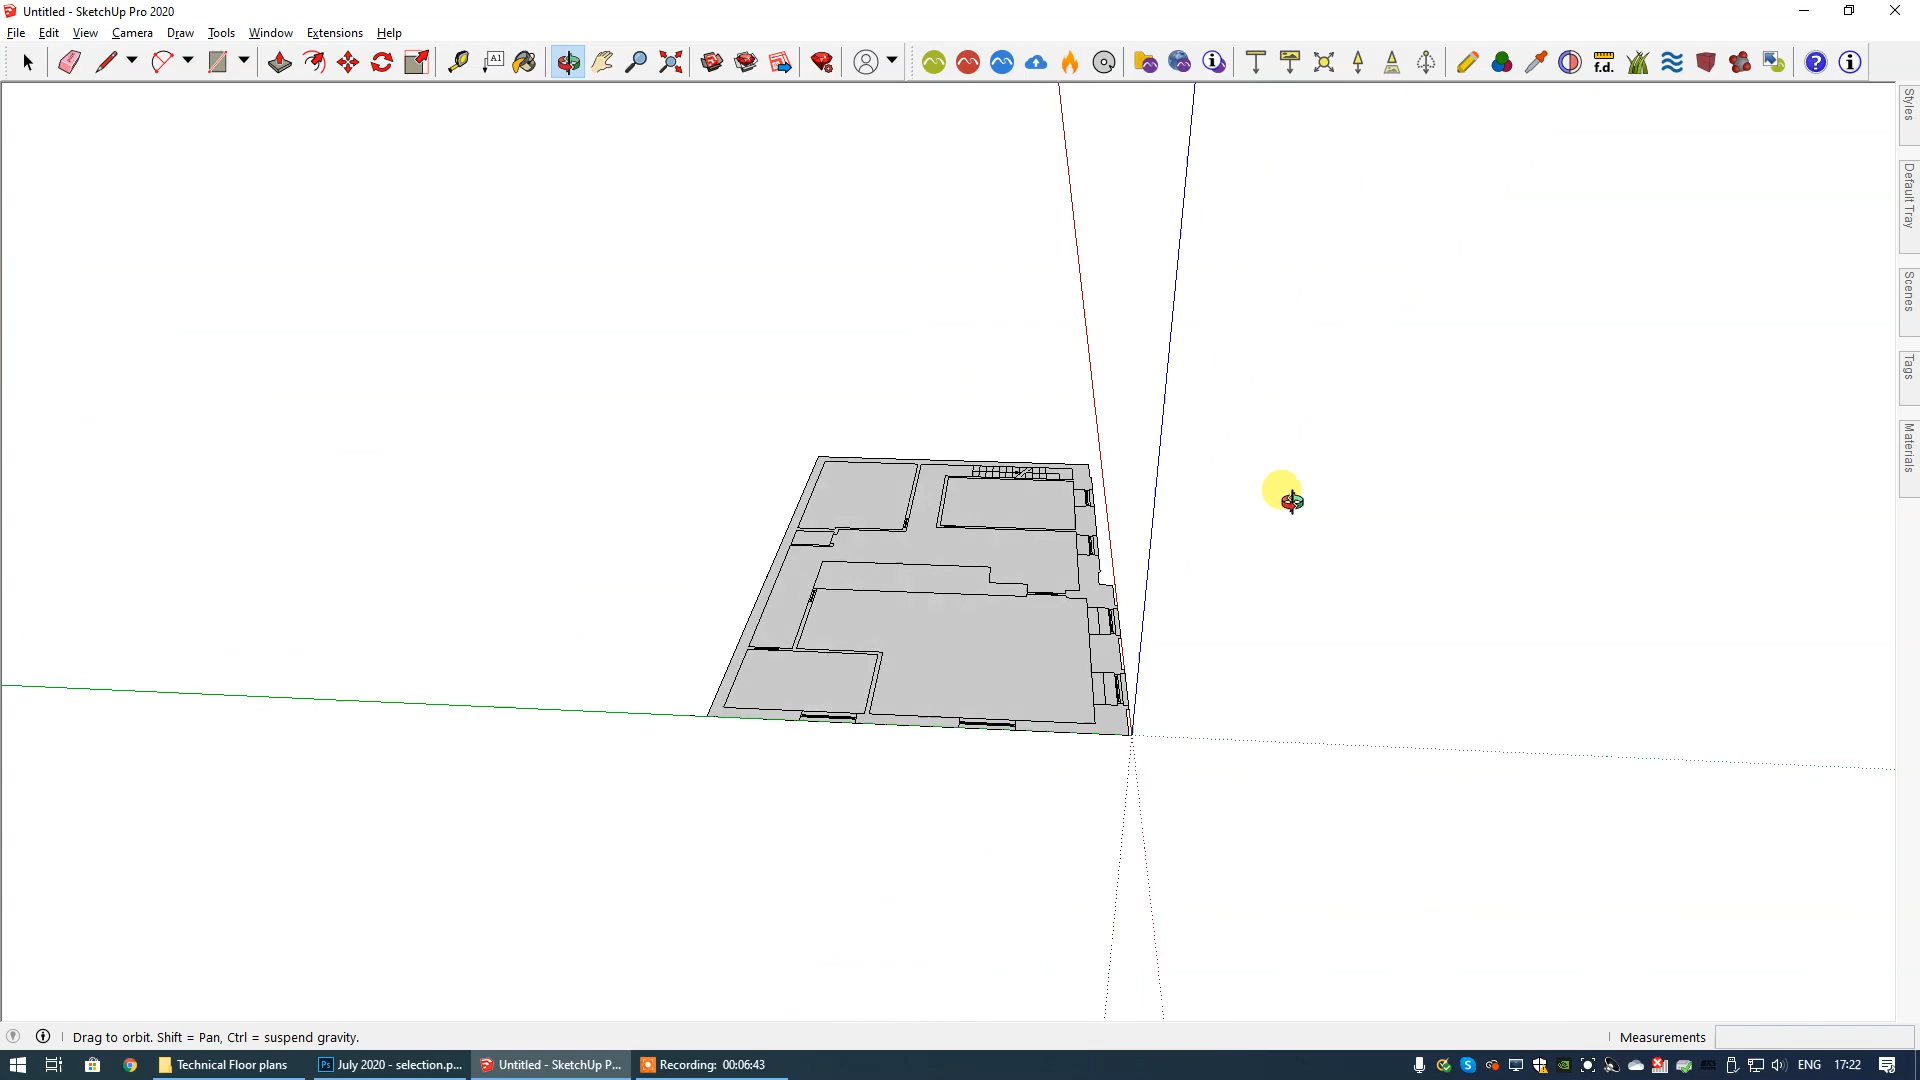 Untitled - SketchUp Pro 2020
File Edit View Camera Draw Tools Window Extensions Help
A1
f.d.
Styles
Default Tray
Scenes
Tags
Materials
Drag to orbit. Shift = Pan, Ctrl = suspend gravity.
Measurements
Technical Floor plans
Ps July 2020 - selection.p...
Untitled - SketchUp P...
Recording: 00:06:43
ENG
17:22